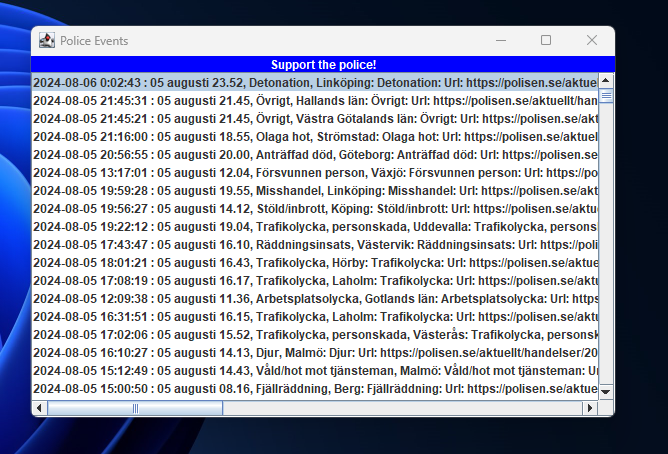 Police Events
Support the police!
2024-08-06 0:02:43 : 05 augusti 23.52, Detonation, Linköping: Detonation: Url: https://polisen.se/aktue
2024-08-05 21:45:31 : 05 augusti 21.45, Övrigt, Hallands län: Övrigt: Url: https://polisen.se/aktuellt/han
2024-08-05 21:45:21 : 05 augusti 21.45, Övrigt, Västra Götalands län: Övrigt: Url: https://polisen.se/ak
2024-08-05 21:16:00 : 05 augusti 18.55, Olaga hot, Strömstad: Olaga hot: Url: https://polisen.se/aktuel
2024-08-05 20:56:55 : 05 augusti 20.00, Anträffad död, Göteborg: Anträffad död: Url: https://polisen.se
2024-08-05 13:17:01 : 05 augusti 12.04, Försvunnen person, Växjö: Försvunnen person: Url: https://po
2024-08-05 19:59:28 : 05 augusti 19.55, Misshandel, Linköping: Misshandel: Url: https://polisen.se/aktu
2024-08-05 19:56:27 : 05 augusti 14.12, Stöld/inbrott, Köping: Stöld/inbrott: Url: https://polisen.se/aktu
2024-08-05 19:22:12 : 05 augusti 19.04, Trafikolycka, personskada, Uddevalla: Trafikolycka, persons
2024-08-05 17:43:47 : 05 augusti 16.10, Räddningsinsats, Västervik: Räddningsinsats: Url: https://poli
2024-08-05 18:01:21 : 05 augusti 16.43, Trafikolycka, Hörby: Trafikolycka: Url: https://polisen.se/aktue
2024-08-05 17:08:19 : 05 augusti 16.17, Trafikolycka, Laholm: Trafikolycka: Url: https://polisen.se/aktu
2024-08-05 12:09:38 : 05 augusti 11.36, Arbetsplatsolycka, Gotlands län: Arbetsplatsolycka: Url: https
2024-08-05 16:31:51 : 05 augusti 16.15, Trafikolycka, Laholm: Trafikolycka: Url: https://polisen.se/aktu
2024-08-05 17:02:06 : 05 augusti 15.52, Trafikolycka, personskada, Västerås: Trafikolycka, personsk
2024-08-05 16:10:27 : 05 augusti 14.13, Djur, Malmö: Djur: Url: https://polisen.se/aktuellt/handelser/20
2024-08-05 15:12:49 : 05 augusti 14.43, Våld/hot mot tjänsteman, Malmö: Våld/hot mot tjänsteman: Ur
2024-08-05 15:00:50 : 05 augusti 08.16, Fjällräddning, Berg: Fjällräddning: Url: https://polisen.se/aktue